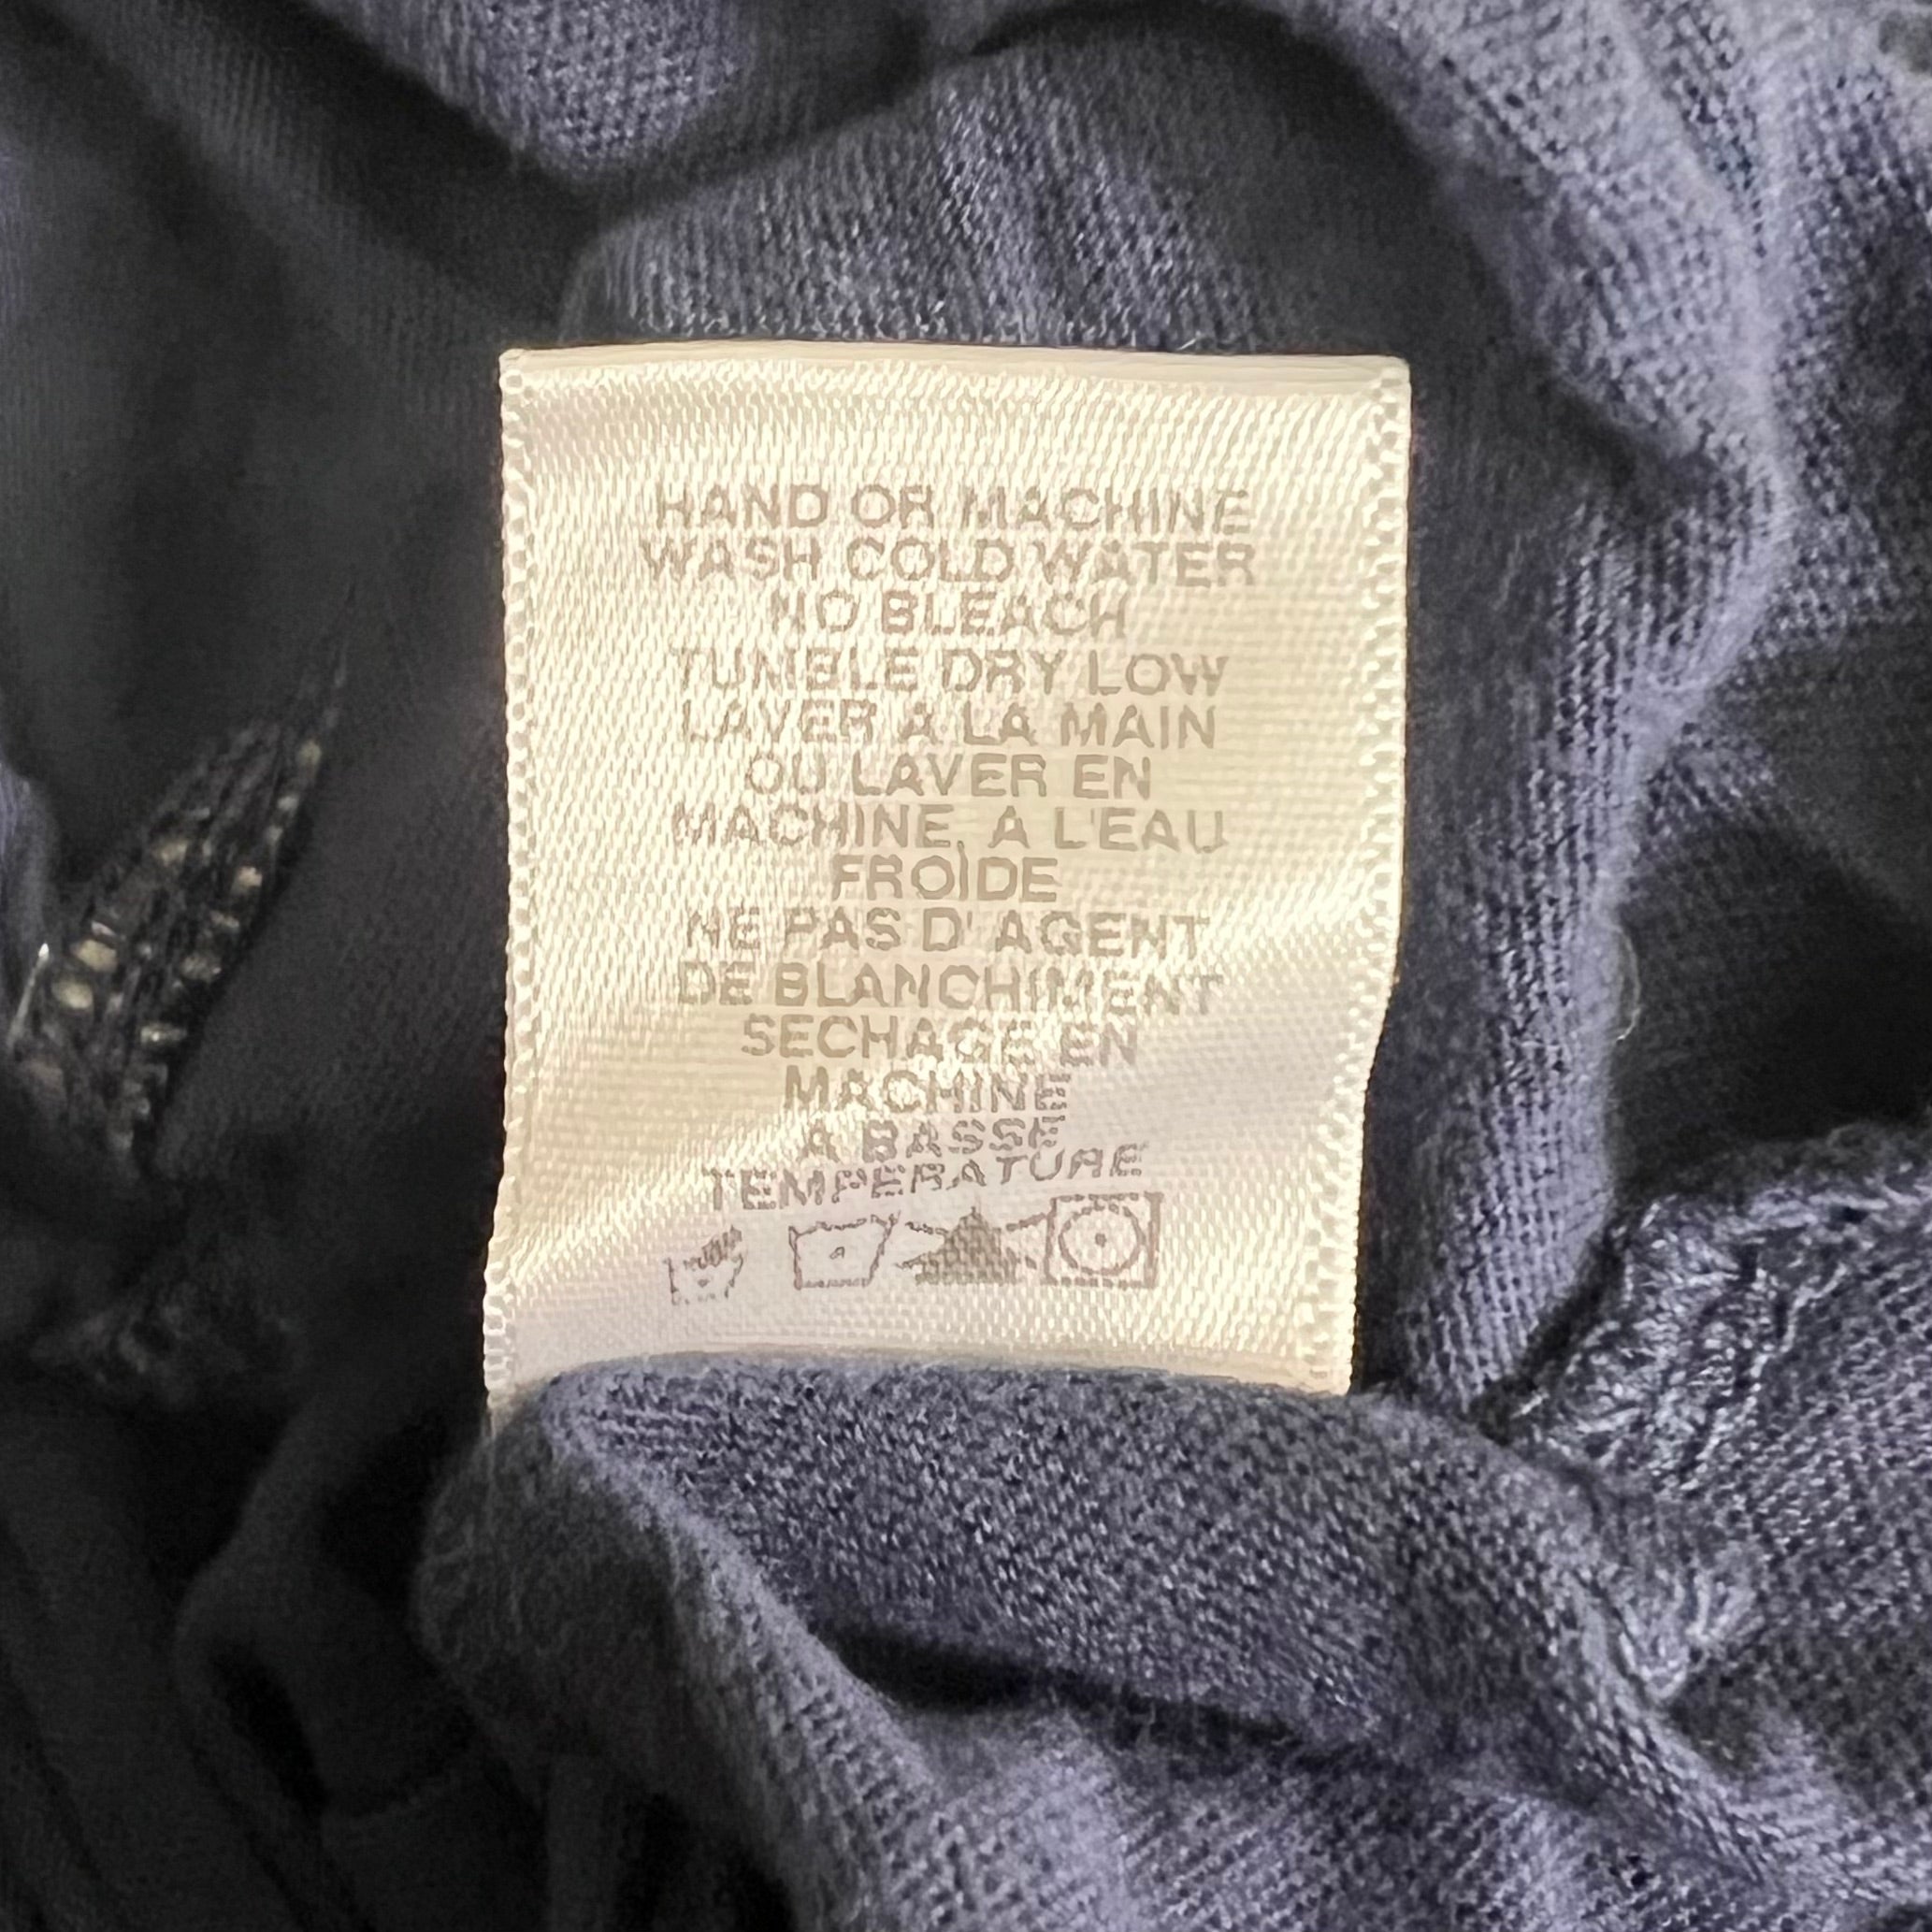 HAND OR MACHINE
WASH COLD WATER
NO BLEACH
TUMBLE DRY LOW
LAVER A LA MAIN
OU LAVER EN
MACHINE, A L'EAU
FROIDE
NE PAS D' AGENT
DE BLANCHIMENT
SECHAGE EN
MACHINE
A BASSE
TEMPERATURE